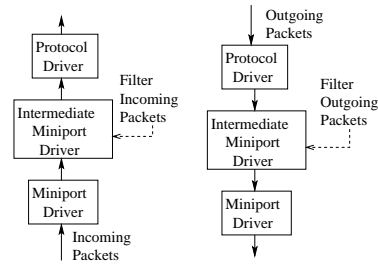 Protocol
Driver
Filter
Incoming
Packets
Intermediate
Miniport
Driver
Miniport
Driver
Incoming
Packets
Outgoing
Packets
Protocol
Driver
Filter
Outgoing
Packets
Intermediate
Miniport
Driver
Miniport
Driver